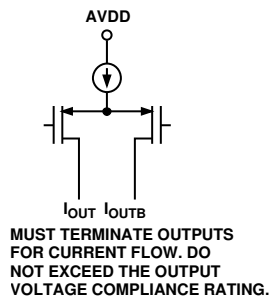 AVDD
IOUT IOUTB
MUST TERMINATE OUTPUTS
FOR CURRENT FLOW. DO
NOT EXCEED THE OUTPUT
VOLTAGE COMPLIANCE RATING.